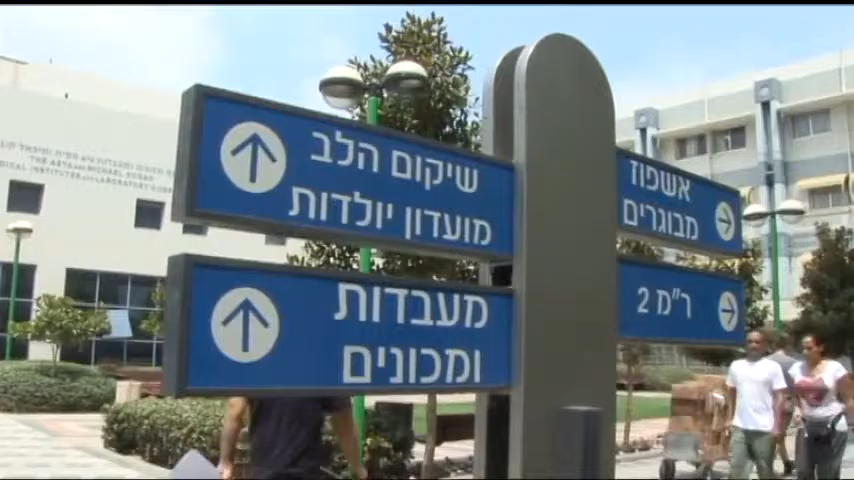 שיקום הלב
מועדון יולדות
מעבדות
ומכונים
אשפוז
מבוגרים
ר"מ 2